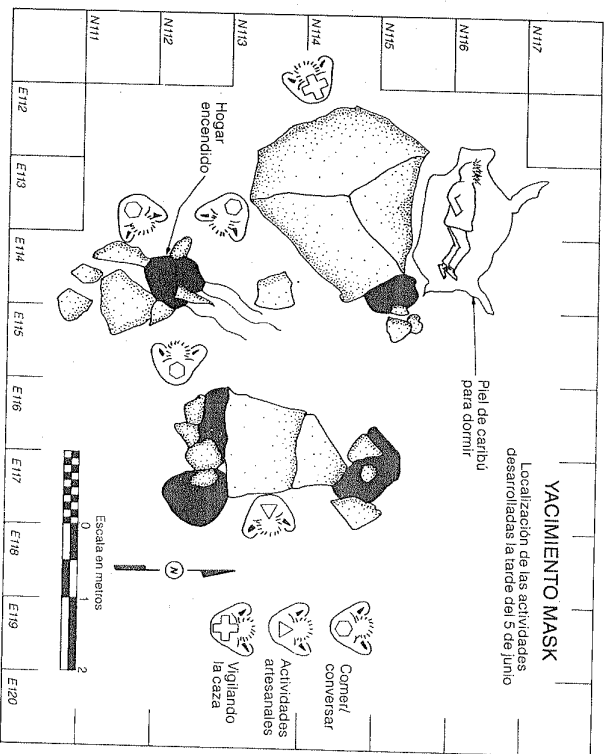 YACIMIENTO MASK
Localización de las actividades
desarrolladas la tarde del 5 de junio
N117
N116
N115
N114
N113
N112
N111
E112
E113
E114
E115
E116
E117
E118
E119
E120
Piel de caribú
para dormir
Hogar
encendido
Comer/
conversar
Actividades
artesanales
Vigilando
la caza
N
Escala en metros
0
1
2